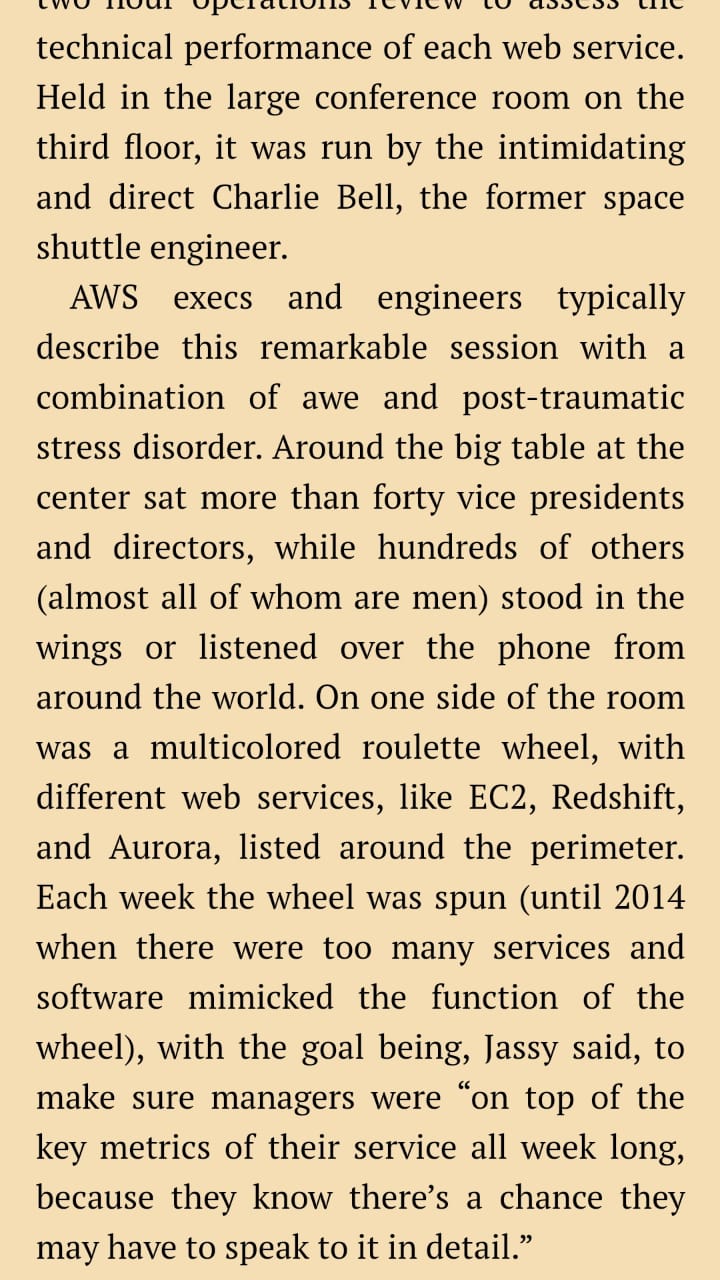 two hour operations review to assess the
technical performance of each web service.
Held in the large conference room on the
third floor, it was run by the intimidating
and direct Charlie Bell, the former space
shuttle engineer.
AWS execs and engineers typically
describe this remarkable session with a
combination of awe and post-traumatic
stress disorder. Around the big table at the
center sat more than forty vice presidents
and directors, while hundreds of others
(almost all of whom are men) stood in the
wings or listened over the phone from
around the world. On one side of the room
was a multicolored roulette wheel, with
different web services, like EC2, Redshift,
and Aurora, listed around the perimeter.
Each week the wheel was spun (until 2014
when there were too many services and
software mimicked the function of the
wheel), with the goal being, Jassy said, to
make sure managers were “on top of the
key metrics of their service all week long,
because they know there’s a chance they
may have to speak to it in detail.”